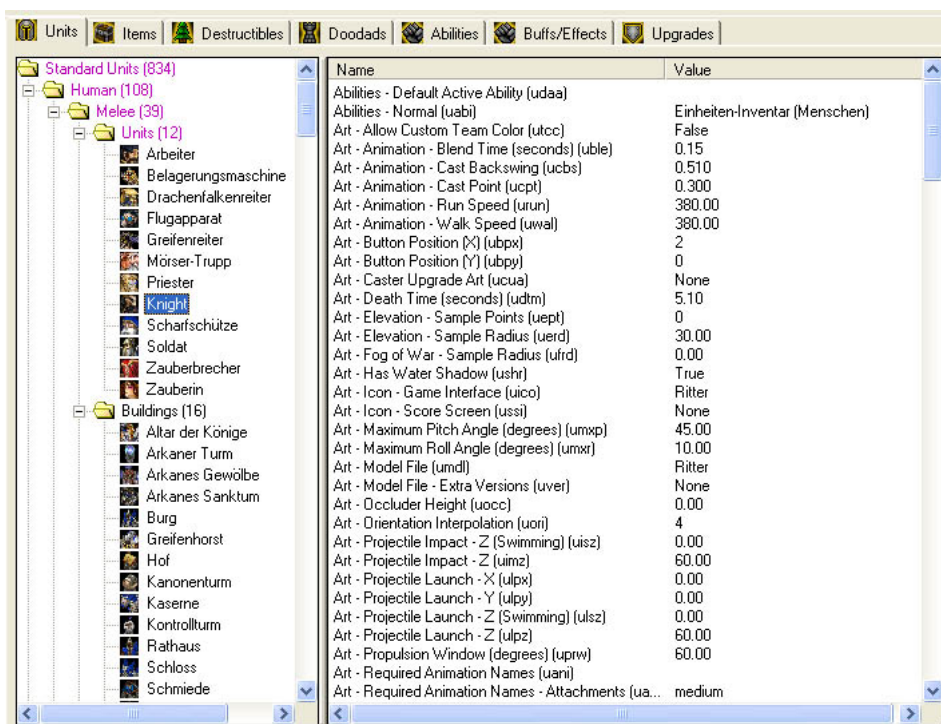 Units Items Destructibles Doodads Abilities Buffs/Effects Upgrades
Standard Units (834)
Human (108)
Melee (39)
Units (12)
Arbeiter
Belagerungsmaschine
Drachenfalkenreiter
Flugapparat
Greifenreiter
Mörser-Trupp
Priester
Knight
Scharfschütze
Soldat
Zauberbrecher
Zauberin
Buildings (16)
Altar der Könige
Arkaner Turm
Arkanes Gewölbe
Arkanes Sanktum
Burg
Greifenhorst
Hof
Kanonenturm
Kaserne
Kontrollturm
Rathaus
Schloss
Schmiede
Name Value
Abilities - Default Active Ability (udaa)
Abilities - Normal (uabi) Einheiten-Inventar (Menschen)
Art - Allow Custom Team Color (utcc) False
Art - Animation - Blend Time (seconds) (uble) 0.15
Art - Animation - Cast Backswing (ucbs) 0.510
Art - Animation - Cast Point (ucpt) 0.300
Art - Animation - Run Speed (urun) 380.00
Art - Animation - Walk Speed (uwal) 380.00
Art - Button Position (X) (ubpx) 2
Art - Button Position (Y) (ubpy) 0
Art - Caster Upgrade Art (ucua) None
Art - Death Time (seconds) (udtm) 5.10
Art - Elevation - Sample Points (uept) 0
Art - Elevation - Sample Radius (uerd) 30.00
Art - Fog of War - Sample Radius (ufrd) 0.00
Art - Has Water Shadow (ushr) True
Art - Icon - Game Interface (uico) Ritter
Art - Icon - Score Screen (ussi) None
Art - Maximum Pitch Angle (degrees) (umxp) 45.00
Art - Maximum Roll Angle (degrees) (umxr) 10.00
Art - Model File (umdl) Ritter
Art - Model File - Extra Versions (uver) None
Art - Occluder Height (uocc) 0.00
Art - Orientation Interpolation (uori) 4
Art - Projectile Impact - Z (Swimming) (uisz) 0.00
Art - Projectile Impact - Z (uimz) 60.00
Art - Projectile Launch - X (ulpx) 0.00
Art - Projectile Launch - Y (ulpy) 0.00
Art - Projectile Launch - Z (Swimming) (ulsz) 0.00
Art - Projectile Launch - Z (ulpz) 60.00
Art - Propulsion Window (degrees) (uprw) 60.00
Art - Required Animation Names (uani)
Art - Required Animation Names - Attachments (ua... medium